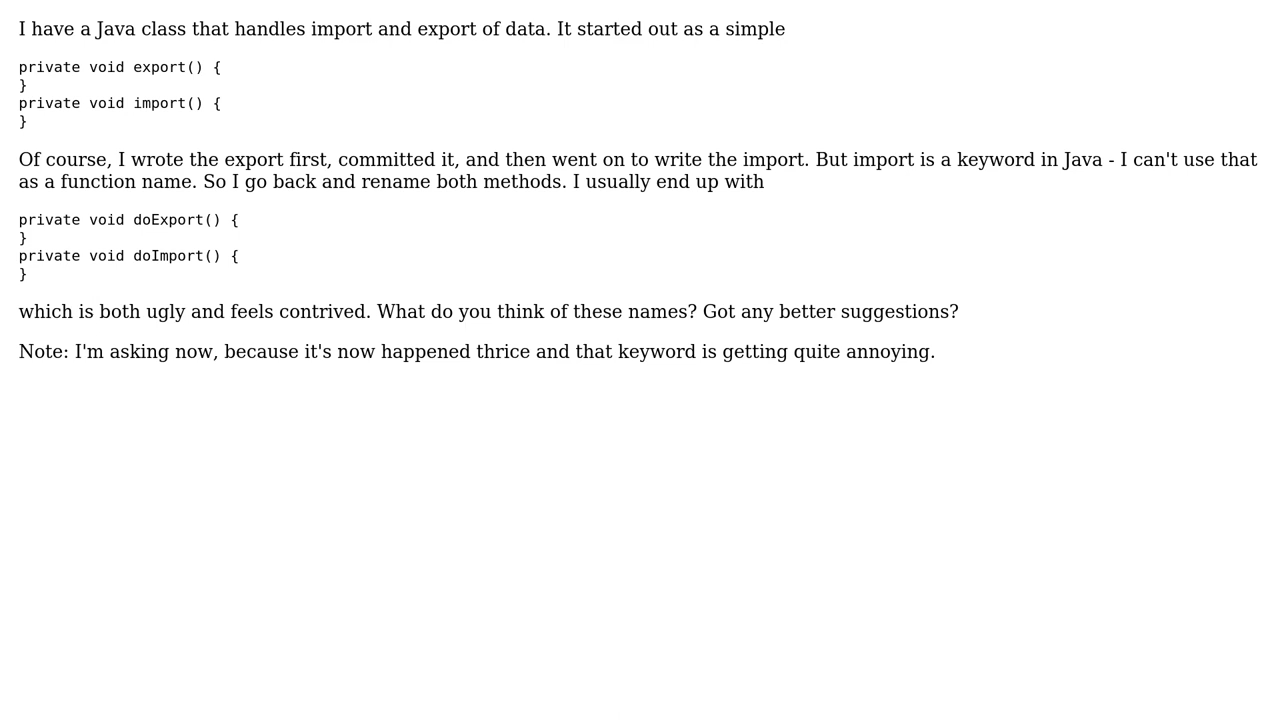 I have a Java class that handles import and export of data. It started out as a simple
private void export() {
}
private void import() {
}
Of course, I wrote the export first, committed it, and then went on to write the import. But import is a keyword in Java - I can't use that
as a function name. So I go back and rename both methods. I usually end up with
private void doExport() {
}
private void doImport() {
}
which is both ugly and feels contrived. What do you think of these names? Got any better suggestions?
Note: I'm asking now, because it's now happened thrice and that keyword is getting quite annoying.